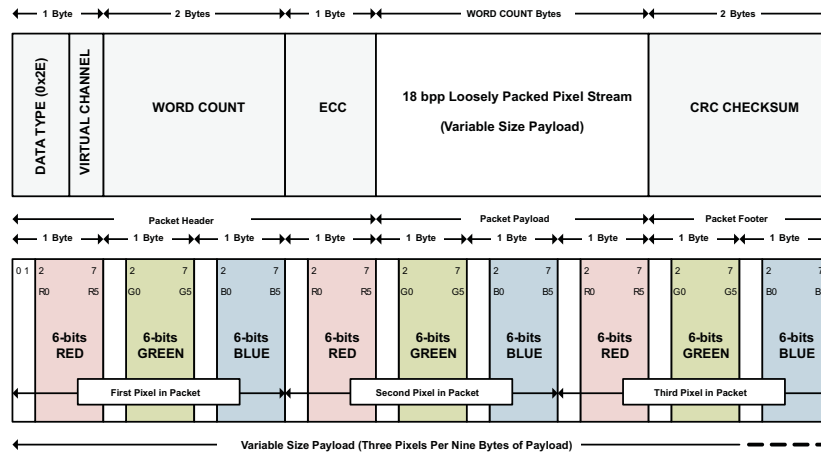 1 Byte 2 Bytes 1 Byte WORD COUNT Bytes 2 Bytes
DATA TYPE (0x2E)
VIRTUAL CHANNEL
WORD COUNT
ECC
18 bpp Loosely Packed Pixel Stream
(Variable Size Payload)
CRC CHECKSUM
Packet Header Packet Payload Packet Footer
1 Byte 1 Byte 1 Byte 1 Byte 1 Byte 1 Byte 1 Byte 1 Byte 1 Byte
0 1 2 7 2 7 2 7 2 7 2 7 2 7 2 7 2 7 2 7
R0 R5 G0 G5 B0 B5 R0 R5 G0 G5 B0 B5 R0 R5 G0 G5 B0
6-bits 6-bits 6-bits 6-bits 6-bits 6-bits 6-bits 6-bits 6-bits
RED GREEN BLUE RED GREEN BLUE RED GREEN BLUE
First Pixel in Packet Second Pixel in Packet Third Pixel in Packet
Variable Size Payload (Three Pixels Per Nine Bytes of Payload)